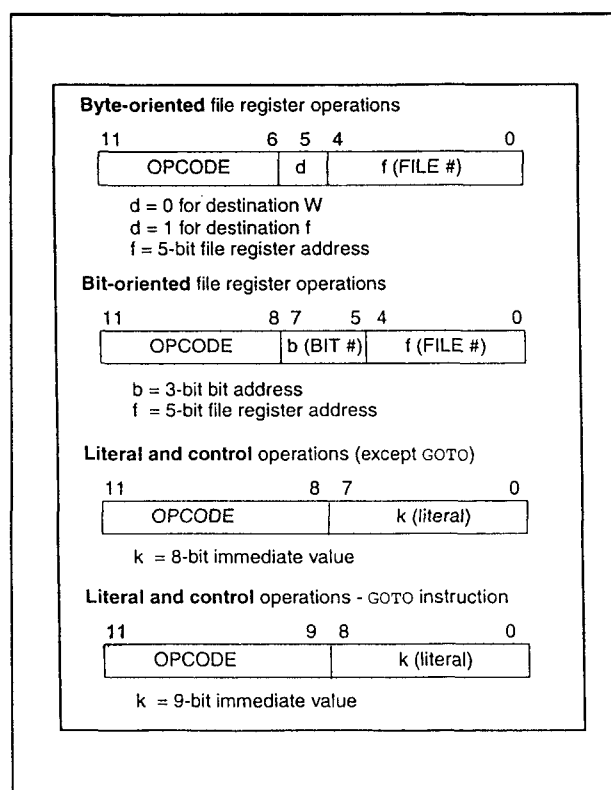 Byte-oriented file register operations
11 6 5 4 0
OPCODE d f (FILE #)
d = 0 for destination W
d = 1 for destination f
f = 5-bit file register address
Bit-oriented file register operations
11 8 7 5 4 0
OPCODE b (BIT #) f (FILE #)
b = 3-bit bit address
f = 5-bit file register address
Literal and control operations (except GOTO)
11 8 7 0
OPCODE k (literal)
k = 8-bit immediate value
Literal and control operations - GOTO instruction
11 9 8 0
OPCODE k (literal)
k = 9-bit immediate value